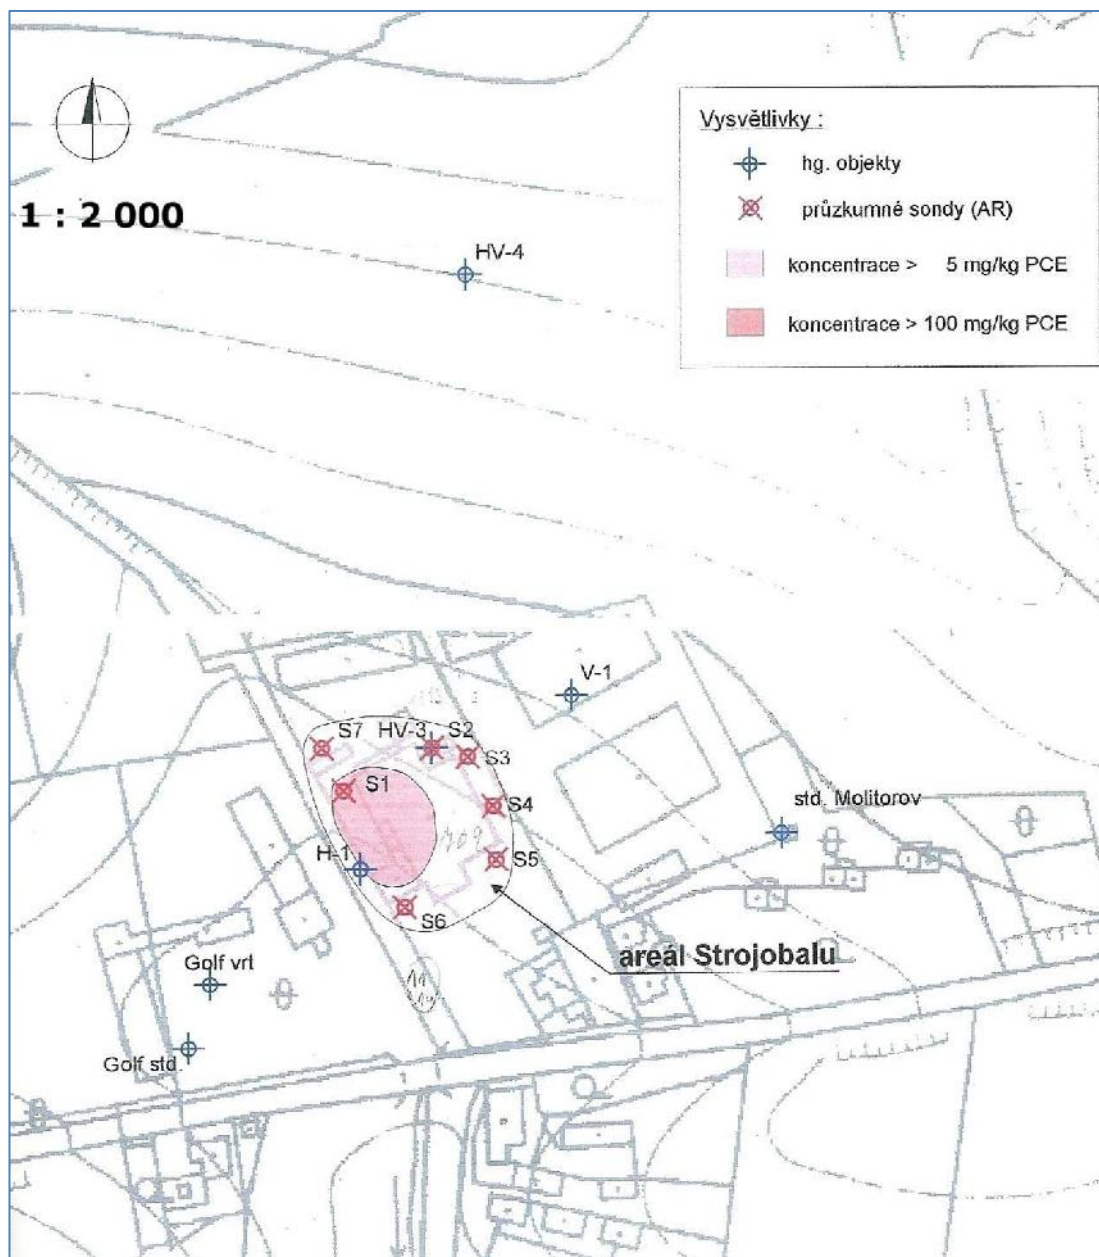 Vysvětlivky :
hg. objekty
1 : 2 000
průzkumné sondy (AR)
HV-4
koncentrace > 5 mg/kg PCE
koncentrace > 100 mg/kg PCE
V-1
S7
HV-3
S2
S3
S1
S4
std. Molitorov
H-1
S5
S6
areál Strojobalu
Golf vrt
Golf std.